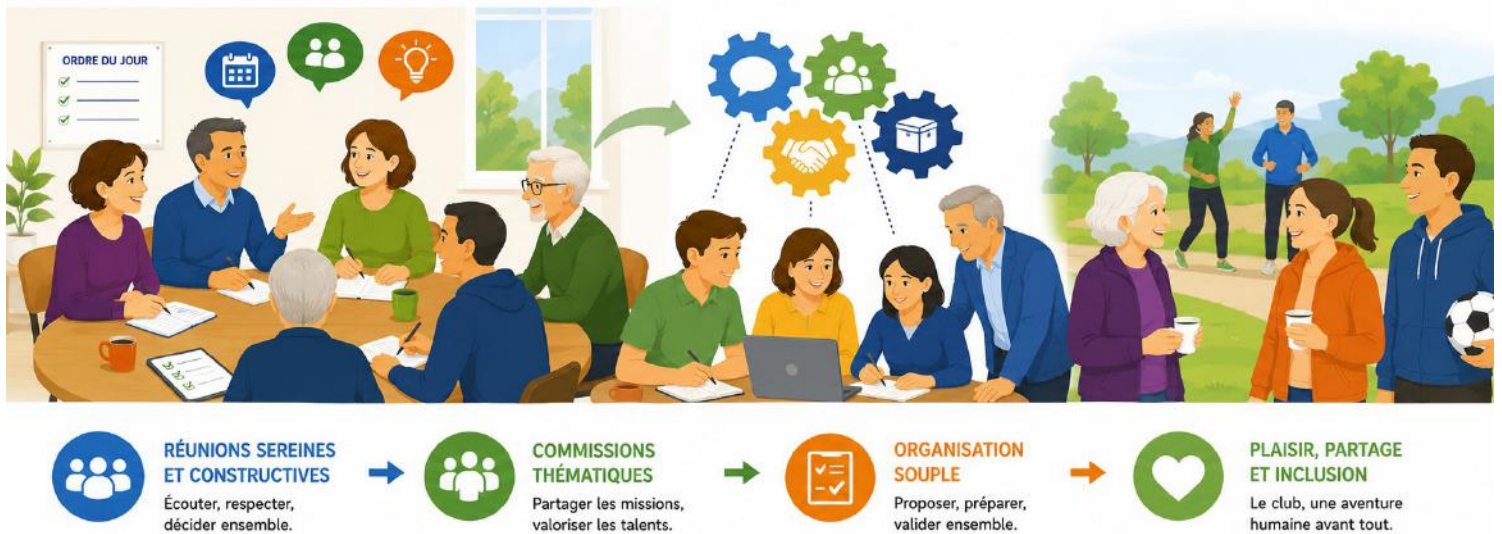 ORDRE DU JOUR
RÉUNIONS SEREINES
ET CONSTRUCTIVES
Écouter, respecter,
décider ensemble.
COMMISSIONS
THÉMATIQUES
Partager les missions,
valoriser les talents.
ORGANISATION
SOUPLE
Proposer, préparer,
valider ensemble.
PLAISIR, PARTAGE
ET INCLUSION
Le club, une aventure
humaine avant tout.